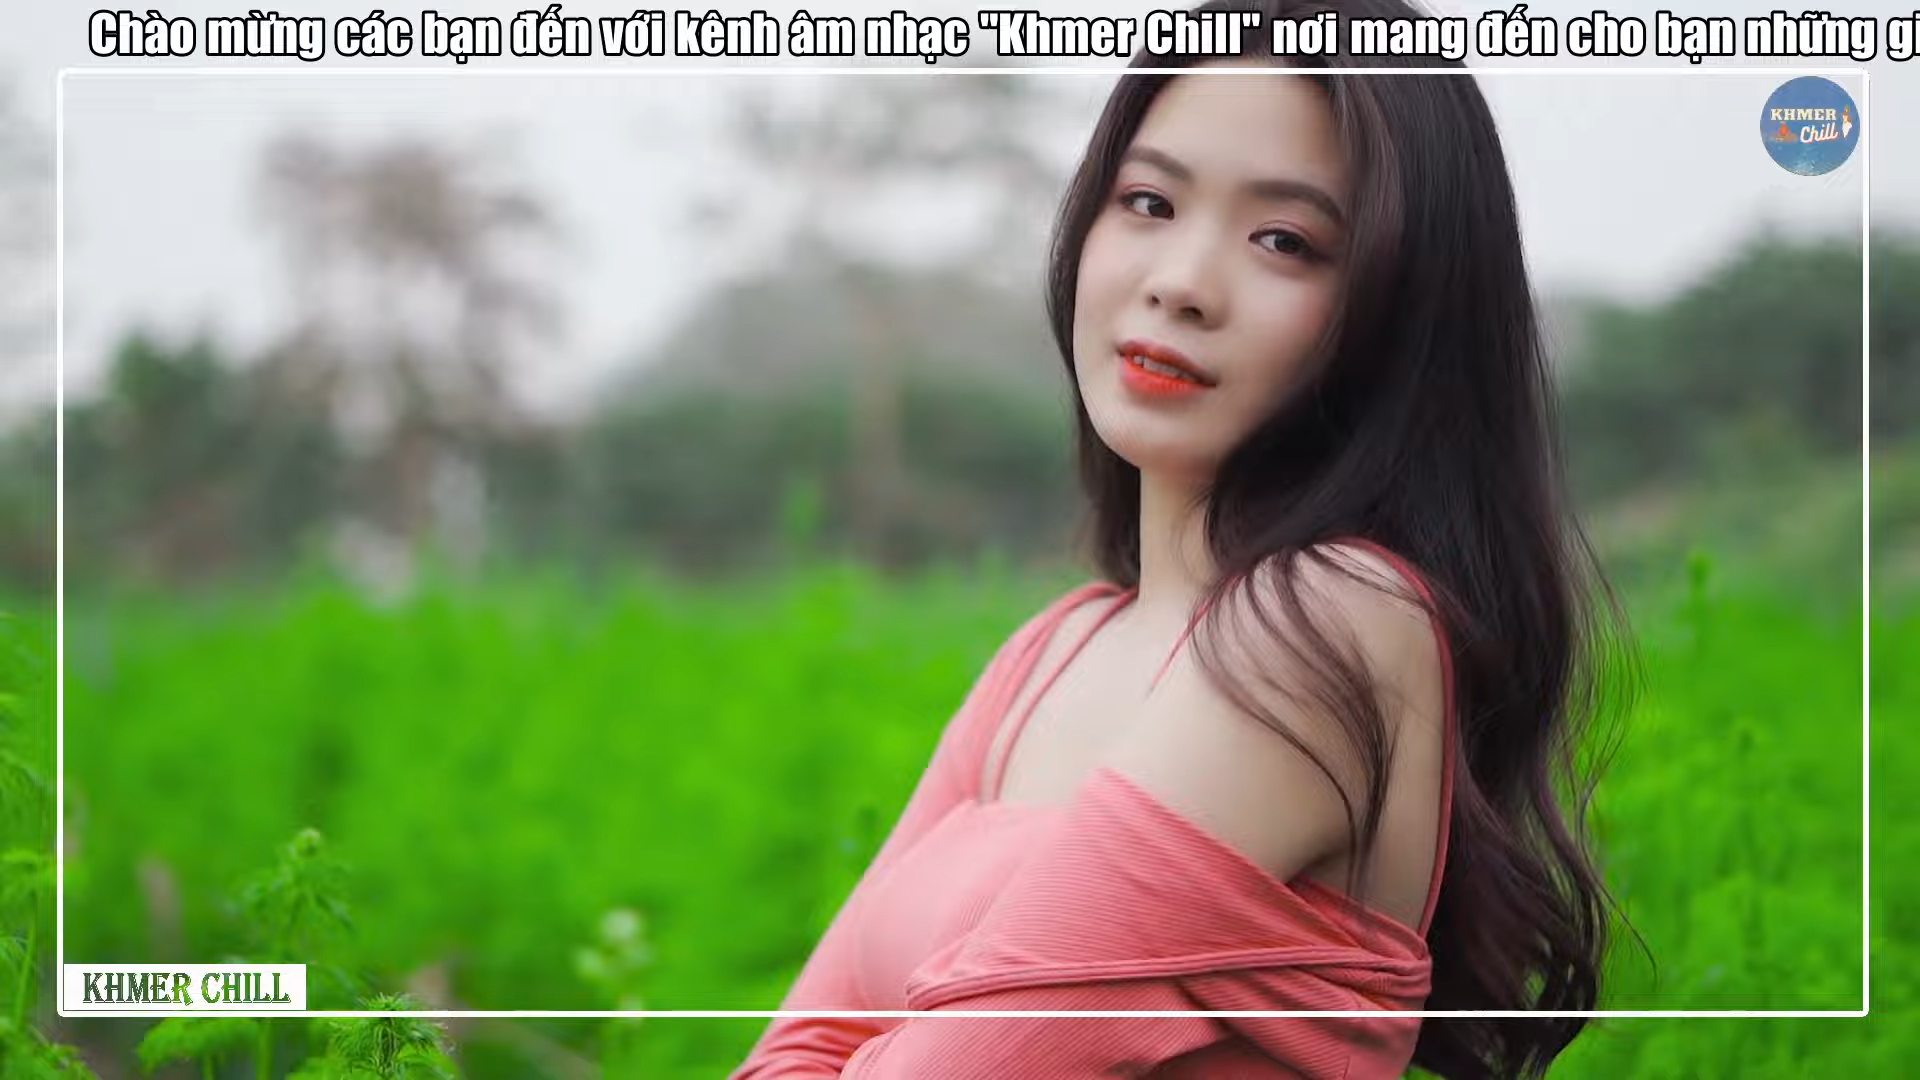 Chào mừng các bạn đến với kênh âm nhạc "Khmer Chill" nơi mang đến cho bạn những gi
KHMER
Chill
KHMER CHILL